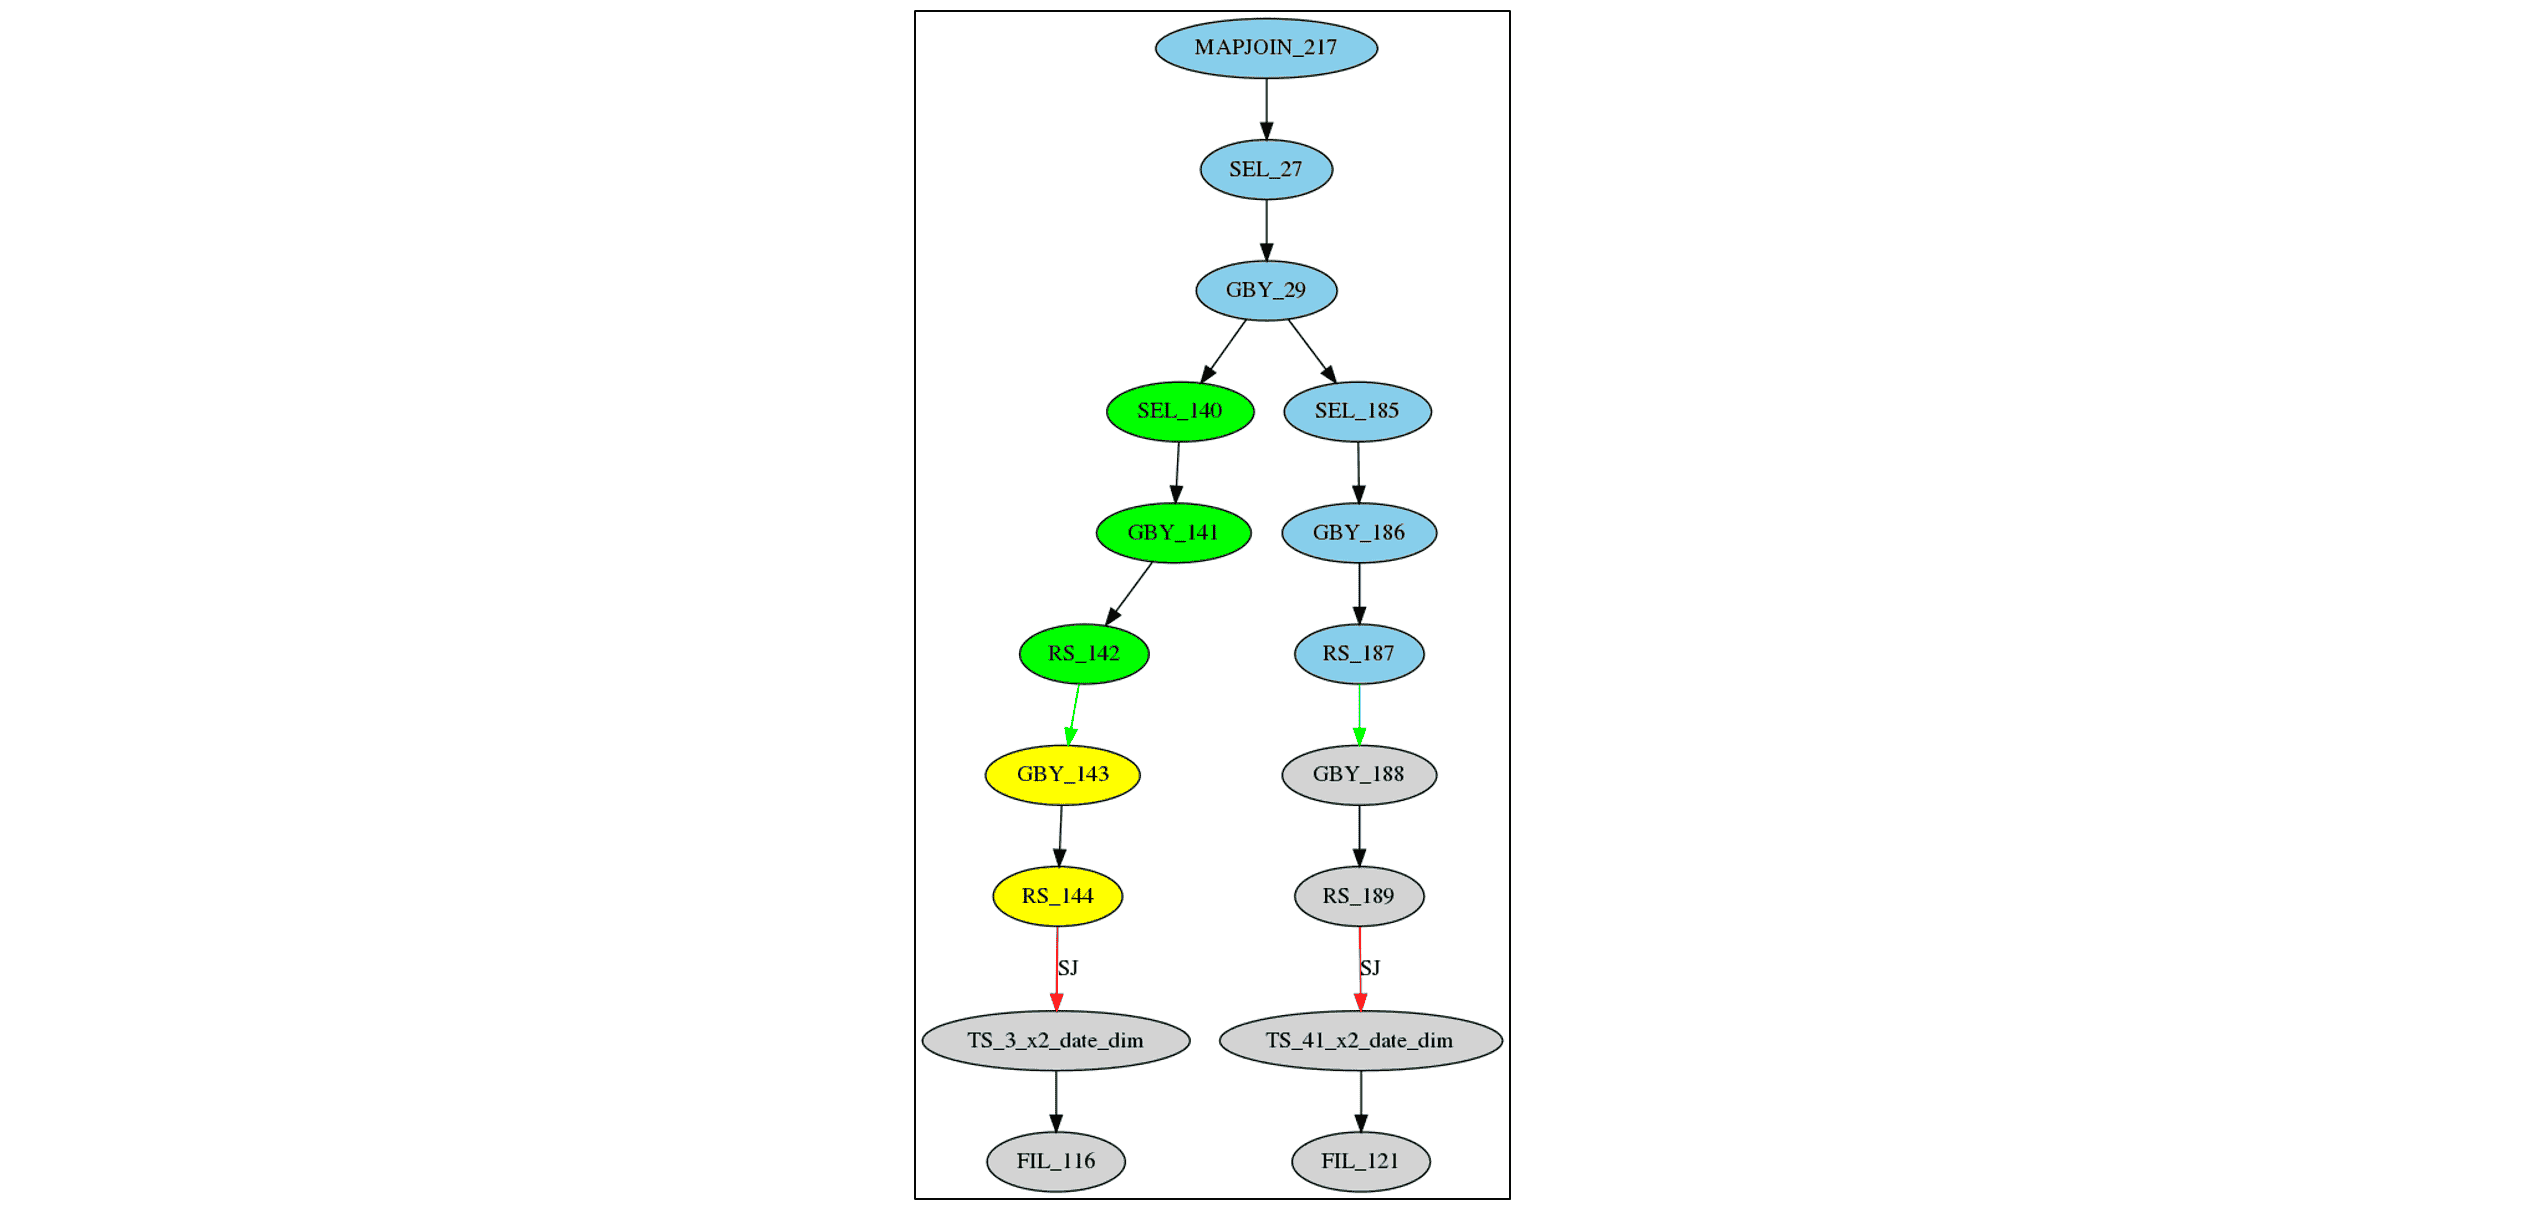 MAPJOIN_217
SEL_27
GBY_29
SEL_140
SEL_185
GBY_141
GBY_186
RS_142
RS_187
GBY_143
GBY_188
RS_144
RS_189
SJ
SJ
TS_3_x2_date_dim
TS_41_x2_date_dim
FIL_116
FIL_121